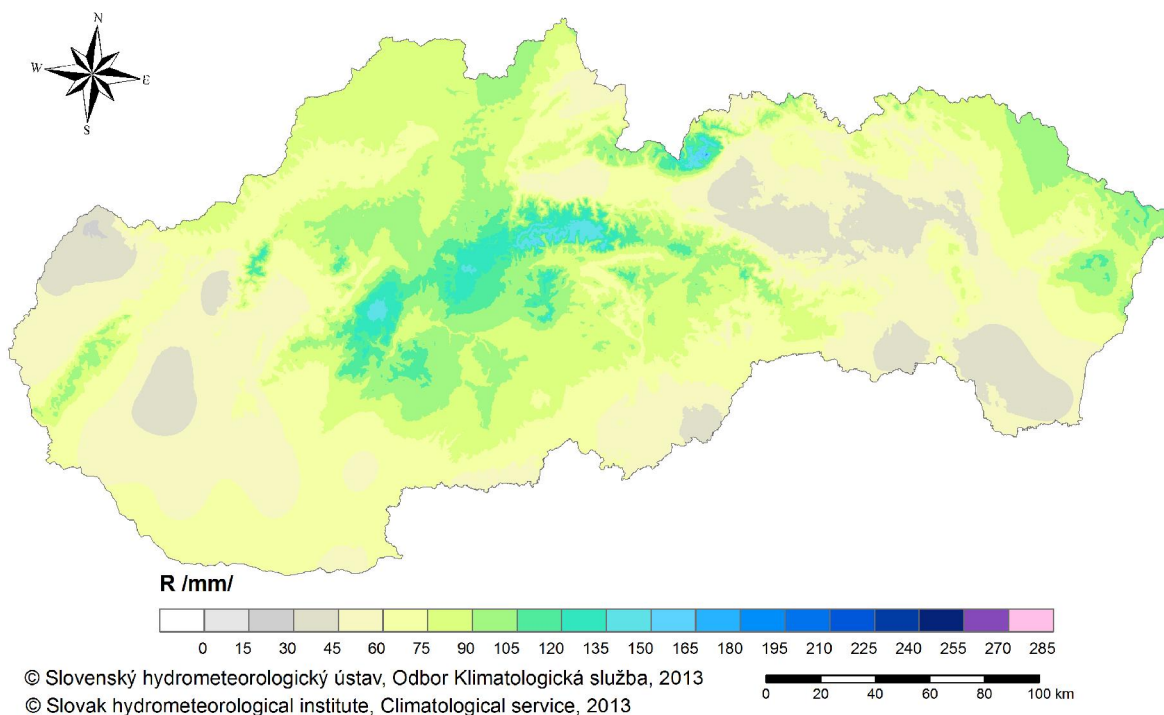 N
W E
S
R /mm/
0 15 30 45 60 75 90 105 120 135 150 165 180 195 210 225 240 255 270 285
© Slovenský hydrometeorologický ústav, Odbor Klimatologická služba, 2013
0 20 40 60 80 100 km
© Slovak hydrometeorological institute, Climatological service, 2013